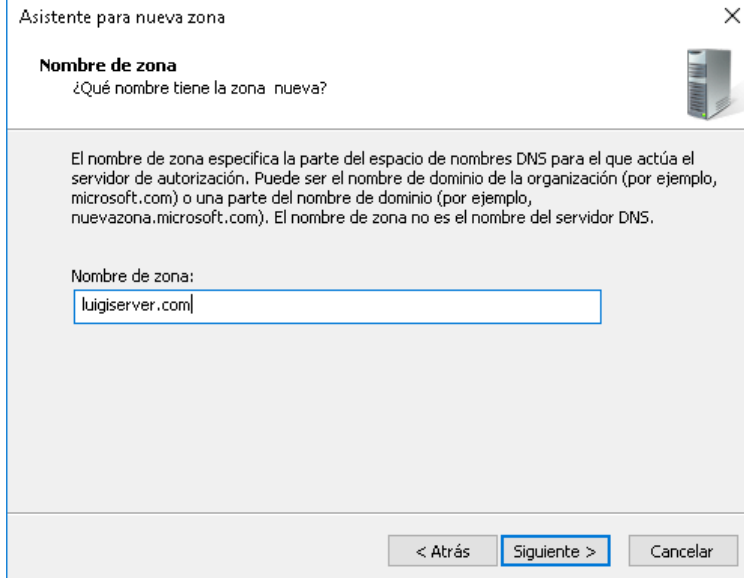 Asistente para nueva zona
Nombre de zona
¿Qué nombre tiene la zona nueva?
El nombre de zona especifica la parte del espacio de nombres DNS para el que actúa el
servidor de autorización. Puede ser el nombre de dominio de la organización (por ejemplo,
microsoft.com) o una parte del nombre de dominio (por ejemplo,
nuevazona.microsoft.com). El nombre de zona no es el nombre del servidor DNS.
Nombre de zona:
luigiserver.com
< Atrás Siguiente > Cancelar